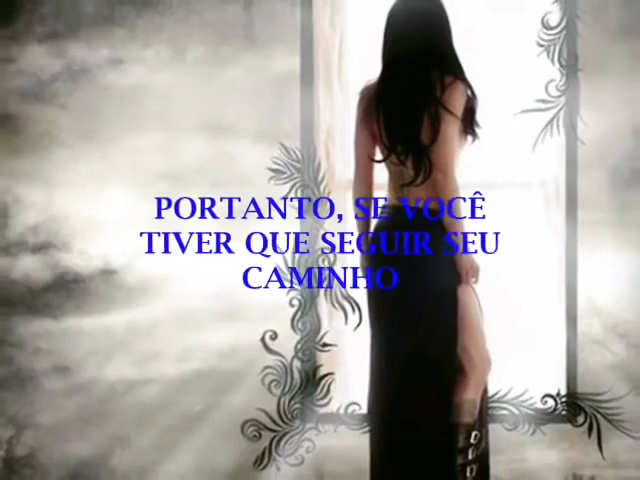 PORTANTO, SE VOCÊ
TIVER QUE SEGUIR SEU
CAMINHO